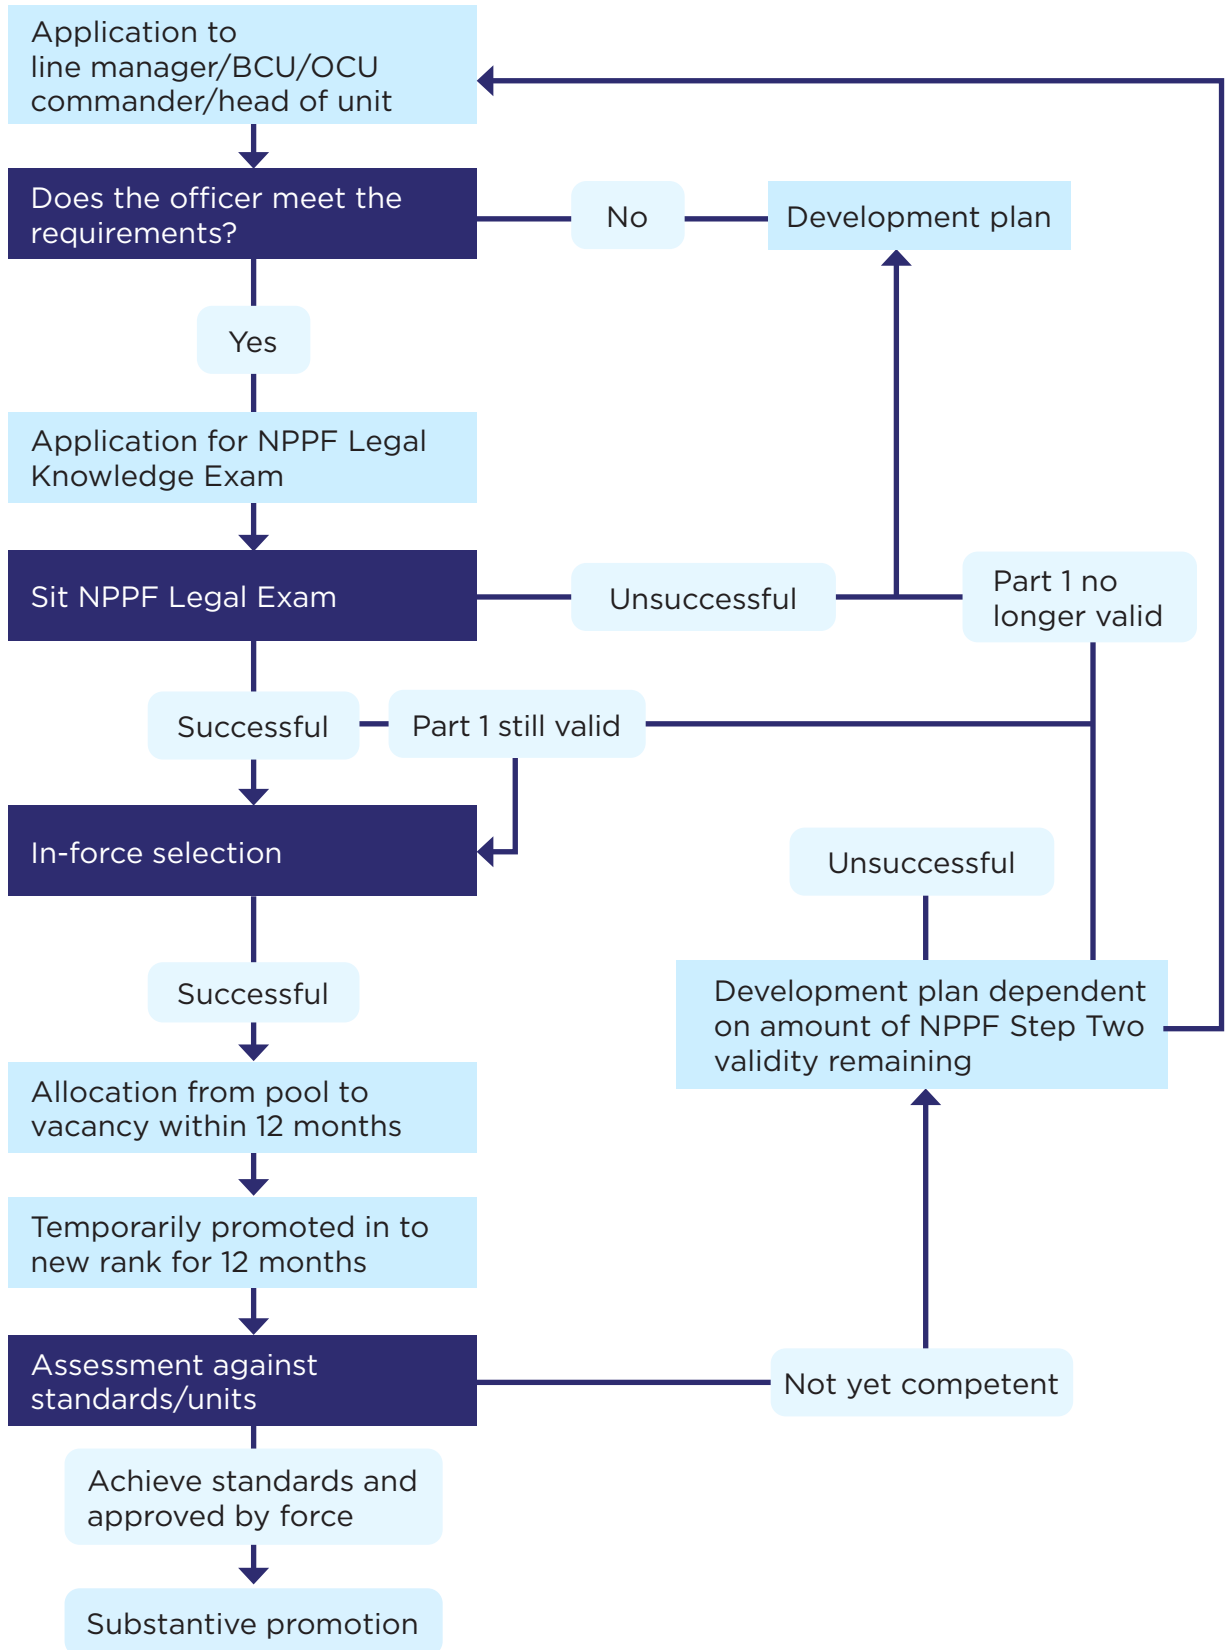 Application to
line manager/BCU/OCU
commander/head of unit
Does the officer meet the
requirements?
No
Development plan
Yes
Application for NPPF Legal
Knowledge Exam
Sit NPPF Legal Exam
Unsuccessful
Part 1 no
longer valid
Successful
Part 1 still valid
In-force selection
Unsuccessful
Successful
Development plan dependent
on amount of NPPF Step Two
validity remaining
Allocation from pool to
vacancy within 12 months
Temporarily promoted in to
new rank for 12 months
Assessment against
standards/units
Not yet competent
Achieve standards and
approved by force
Substantive promotion